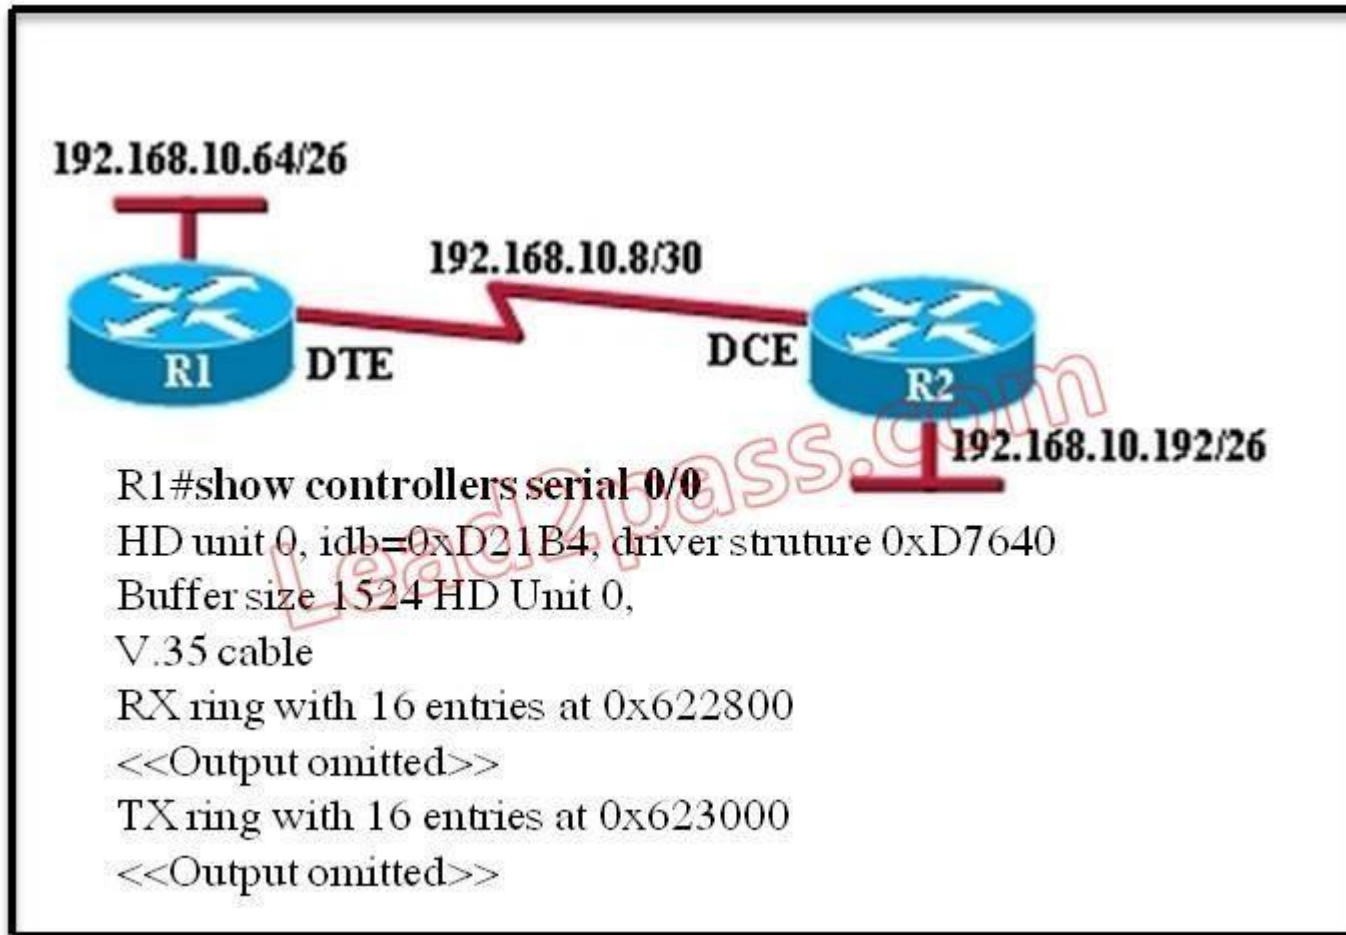 192.168.10.64/26
192.168.10.8/30
R1
DTE
DCE
R2
192.168.10.192/26
Lead2pass.com
R1#show controllers serial 0/0
HD unit 0, idb=0xD21B4, driver struture 0xD7640
Buffer size 1524 HD Unit 0,
V.35 cable
RX ring with 16 entries at 0x622800
<<Output omitted>>
TX ring with 16 entries at 0x623000
<<Output omitted>>